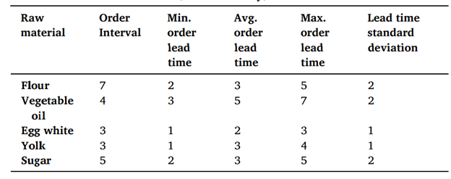 Raw material Order Interval Min. order lead time Avg. order lead time Max. order lead time Lead time standard deviation
Flour 7 2 3 5 2
Vegetable oil 4 3 5 7 2
Egg white 3 1 2 3 1
Yolk 3 1 3 4 1
Sugar 5 2 3 5 2